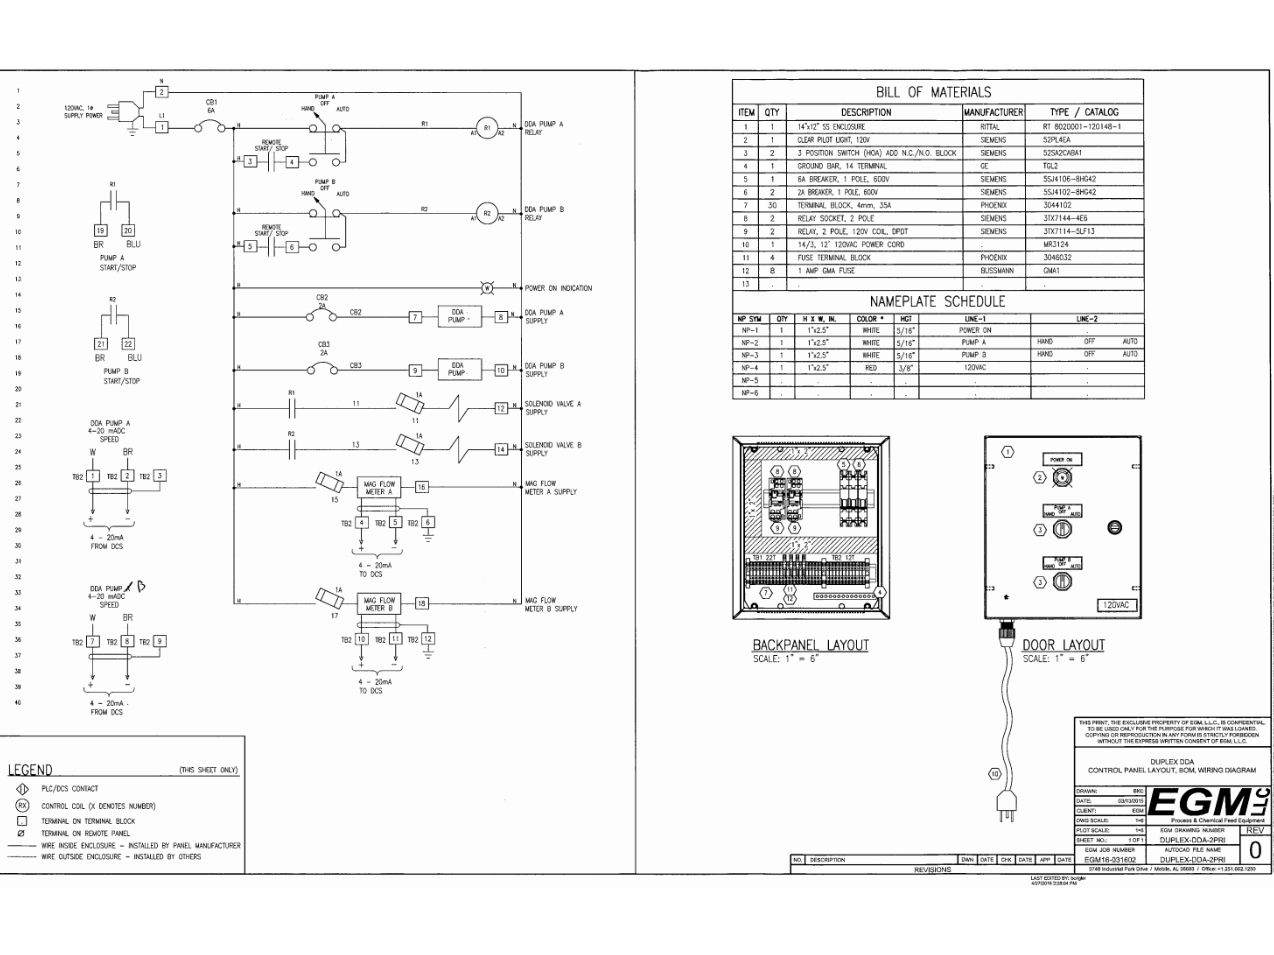 1
2
3
4
5
6
7
8
9
10
11
12
13
14
15
16
17
18
19
20
21
22
23
24
25
26
27
28
29
30
31
32
33
34
35
36
37
38
39
40
120VAC, 1ø
SUPPLY POWER
N
2
L1
1
CB1
6A
PUMP A
OFF
HAND AUTO
R1
R1
A1 A2
N
DDA PUMP A
RELAY
REMOTE
START/ STOP
H 3 4
PUMP B
OFF
HAND AUTO
R2
R2
A1 A2
N
DDA PUMP B
RELAY
REMOTE
START/ STOP
H 5 6
H W N POWER ON INDICATION
CB2
2A
H CB2 7
DDA
PUMP
8 N
DDA PUMP A
SUPPLY
CB3
2A
H CB3 9
DDA
PUMP
10 N
DDA PUMP B
SUPPLY
R1
H 11 1A
11
12 N
SOLENOID VALVE A
SUPPLY
R2
H 13 1A
13
14 N
SOLENOID VALVE B
SUPPLY
1A
15
MAG FLOW
METER A
16 N
MAG FLOW
METER A SUPPLY
TB2 4 TB2 5 TB2 6
+ -
4 - 20mA
TO DCS
1A
17
MAG FLOW
METER B
18 N
MAG FLOW
METER B SUPPLY
TB2 10 TB2 11 TB2 12
+ -
4 - 20mA
TO DCS
R1
19 20
BR BLU
PUMP A
START/STOP
R2
21 22
BR BLU
PUMP B
START/STOP
DDA PUMP A
4-20 mADC
SPEED
W BR
TB2 1 TB2 2 TB2 3
+ -
4 - 20mA
FROM DCS
DDA PUMP B
4-20 mADC
SPEED
W BR
TB2 7 TB2 8 TB2 9
+ -
4 - 20mA
FROM DCS
LEGEND (THIS SHEET ONLY)
PLC/DCS CONTACT
RX CONTROL COIL (X DENOTES NUMBER)
TERMINAL ON TERMINAL BLOCK
TERMINAL ON REMOTE PANEL
WIRE INSIDE ENCLOSURE - INSTALLED BY PANEL MANUFACTURER
WIRE OUTSIDE ENCLOSURE - INSTALLED BY OTHERS
BILL OF MATERIALS
ITEM QTY DESCRIPTION MANUFACTURER TYPE / CATALOG
1 1 14"x12" SS ENCLOSURE RITTAL RT 8020001-120148-1
2 1 CLEAR PILOT LIGHT, 120V SIEMENS 52PL4EA
3 2 3 POSITION SWITCH (HOA) ADD N.C./N.O. BLOCK SIEMENS 52SA2CABA1
4 1 GROUND BAR, 14 TERMINAL GE TGL2
5 1 6A BREAKER, 1 POLE, 600V SIEMENS 5SJ4106-8HG42
6 2 2A BREAKER, 1 POLE, 600V SIEMENS 5SJ4102-8HG42
7 30 TERMINAL BLOCK, 4mm, 35A PHOENIX 3044102
8 2 RELAY SOCKET, 2 POLE SIEMENS 3TX7144-4E6
9 2 RELAY, 2 POLE, 120V COIL, DPDT SIEMENS 3TX7114-5LF13
10 1 14/3, 12' 120VAC POWER CORD . MR3124
11 4 FUSE TERMINAL BLOCK PHOENIX 3046032
12 8 1 AMP GMA FUSE BUSSMANN GMA1
13 . . . .
NAMEPLATE SCHEDULE
NP SYM QTY H X W, IN. COLOR * HGT LINE-1 LINE-2
NP-1 1 1"x2.5" WHITE 5/16" POWER ON .
NP-2 1 1"x2.5" WHITE 5/16" PUMP A HAND OFF AUTO
NP-3 1 1"x2.5" WHITE 5/16" PUMP B HAND OFF AUTO
NP-4 1 1"x2.5" RED 3/8" 120VAC .
NP-5 . . . . . .
NP-6 . . . . . .
1"x 2"
8 8 5 6
1"x 2"
9 9
1"x 2"
TB1 22T TB2 12T
7 11 12 4
BACKPANEL LAYOUT
SCALE: 1" = 6"
1
POWER ON
2 W
PUMP A
HAND OFF AUTO
3
PUMP B
HAND OFF AUTO
3
*
120VAC
DOOR LAYOUT
SCALE: 1" = 6"
10
THIS PRINT, THE EXCLUSIVE PROPERTY OF EGM, L.L.C., IS CONFIDENTIAL,
TO BE USED ONLY FOR THE PURPOSE FOR WHICH IT WAS LOANED.
COPYING OR REPRODUCTION IN ANY FORM IS STRICTLY FORBIDDEN
WITHOUT THE EXPRESS WRITTEN CONSENT OF EGM, L.L.C.
DUPLEX DDA
CONTROL PANEL LAYOUT, BOM, WIRING DIAGRAM
DRAWN: BKC
DATE: 03/13/2015
CLIENT: EGM
DWG SCALE: 1=6
PLOT SCALE: 1=6
SHEET NO.: 1 OF 1
EGM LLC
Process & Chemical Feed Equipment
EGM DRAWING NUMBER
DUPLEX-DDA-2PRI
REV
0
EGM JOB NUMBER
EGM16-031602
AUTOCAD FILE NAME
DUPLEX-DDA-2PRI
5748 Industrial Park Drive / Mobile, AL
NO. DESCRIPTION DWN DATE CHK DATE APP DATE
REVISIONS
LAST EDITED BY: